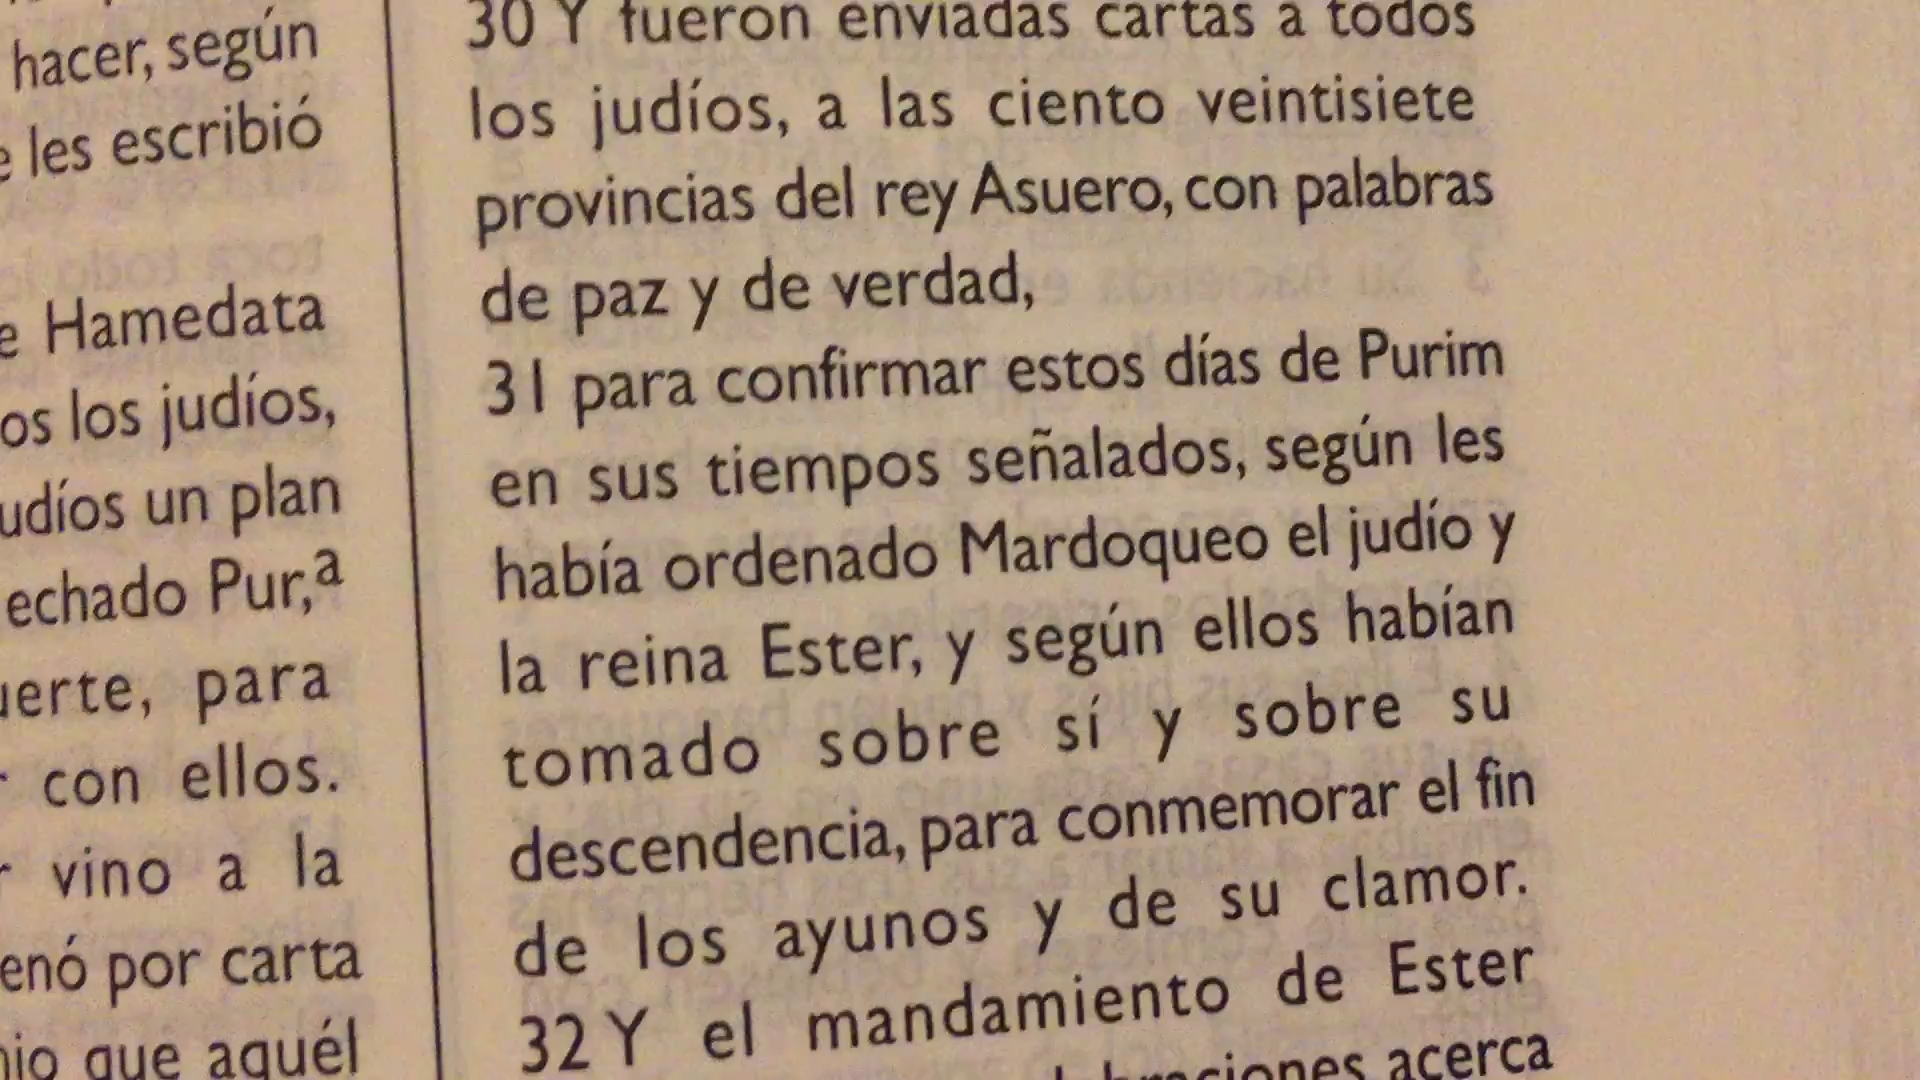 hacer, según
les escribió
Hamedata
los judíos,
un plan
echado Pur,ª
para
con ellos.
vino a la
por carta
que aquél
30 Y fueron enviadas cartas a todos
los judíos, a las ciento veintisiete
provincias del rey Asuero, con palabras
de paz y de verdad,
31 para confirmar estos días de Purim
en sus tiempos señalados, según les
había ordenado Mardoqueo el judío y
la reina Ester, y según ellos habían
tomado sobre sí y sobre su
descendencia, para conmemorar el fin
de los ayunos y de su clamor.
32 Y el mandamiento de Ester
acerca